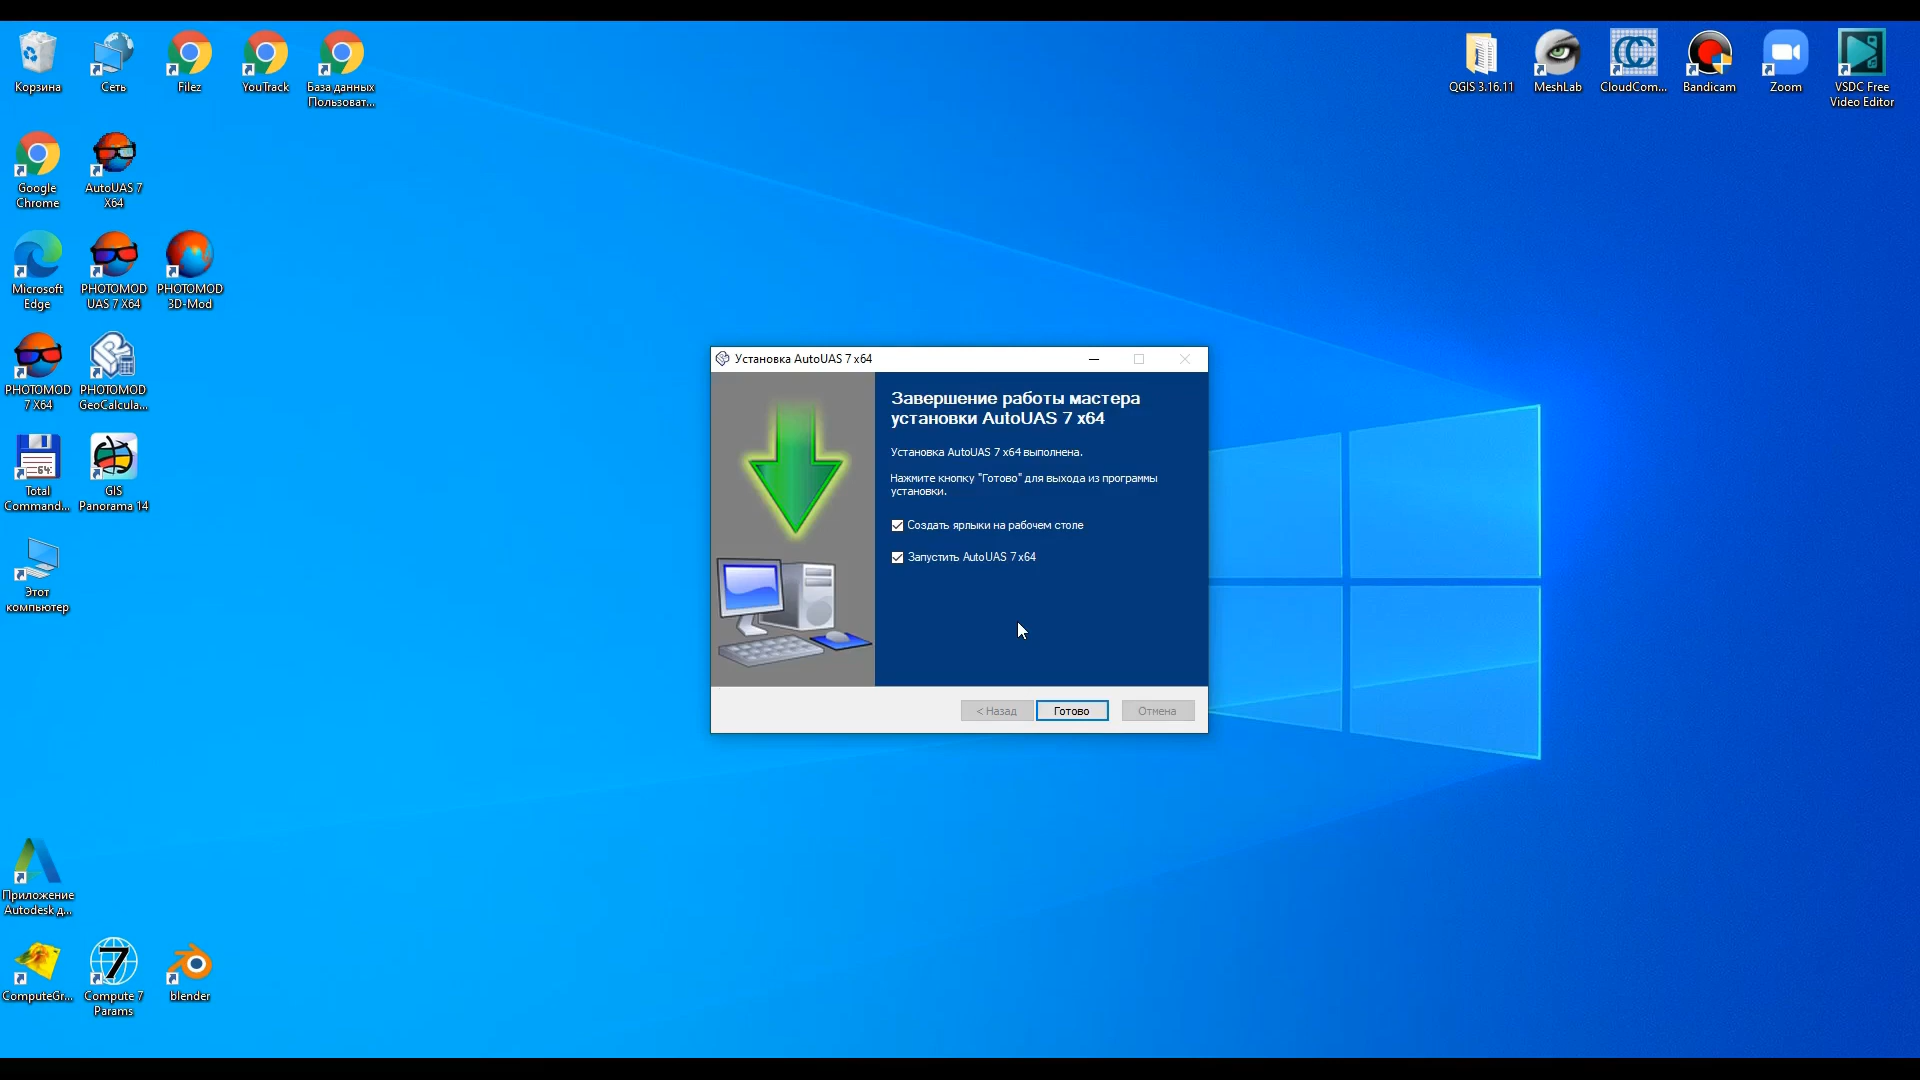 Корзина
Сеть
Filez
YouTrack
База данных
Пользоват...
QGIS 3.16.11
MeshLab
CloudCom...
Bandicam
Zoom
VSDC Free
Video Editor
Google
Chrome
AutoUAS 7
X64
Microsoft
Edge
PHOTOMOD
UAS 7 X64
PHOTOMOD
3D-Mod
PHOTOMOD
7 X64
PHOTOMOD
GeoCalcula...
Total
Command...
GIS
Panorama 14
Этот
компьютер
Установка AutoUAS 7 x64
Завершение работы мастера
установки AutoUAS 7 x64
Установка AutoUAS 7 x64 выполнена.
Нажмите кнопку "Готово" для выхода из программы
установки.
Создать ярлыки на рабочем столе
Запустить AutoUAS 7 x64
< Назад
Готово
Отмена
Приложение
Autodesk д...
ComputeGr...
Compute 7
Params
blender